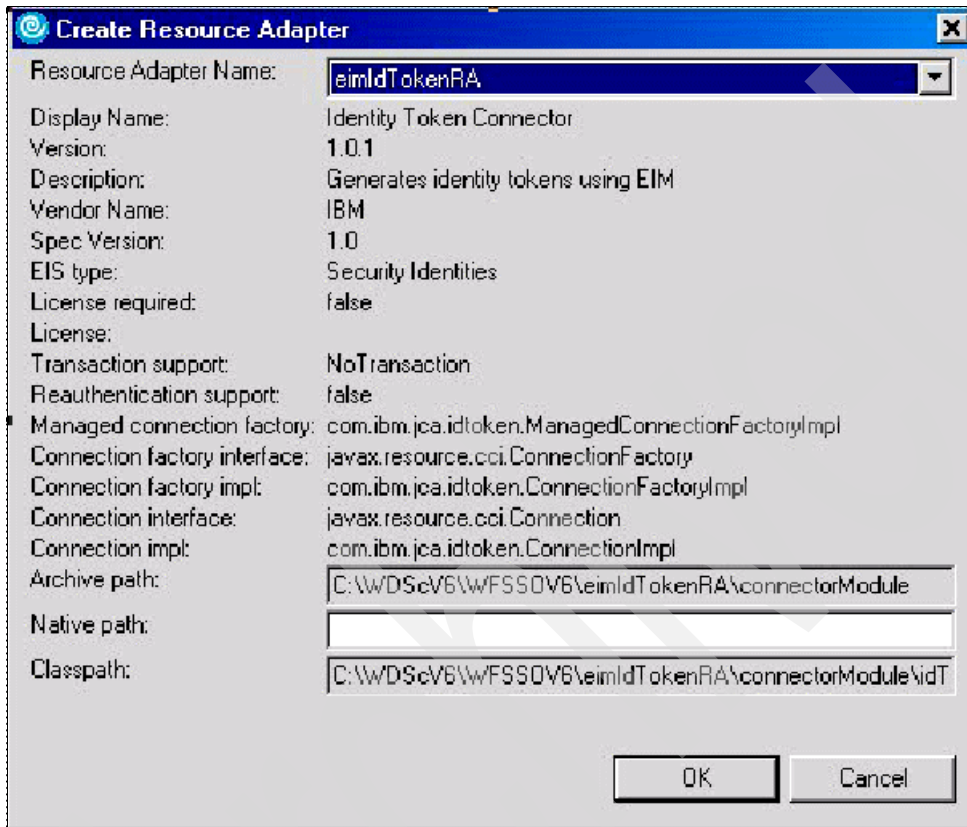 Create Resource Adapter
Resource Adapter Name: eimIdTokenRA
Display Name: Identity Token Connector
Version: 1.0.1
Description: Generates identity tokens using EIM
Vendor Name: IBM
Spec Version: 1.0
EIS type: Security Identities
License required: false
License:
Transaction support: NoTransaction
Reauthentication support: false
Managed connection factory: com.ibm.jca.idtoken.ManagedConnectionFactoryImpl
Connection factory interface: javax.resource.cci.ConnectionFactory
Connection factory impl: com.ibm.jca.idtoken.ConnectionFactoryImpl
Connection interface: javax.resource.cci.Connection
Connection impl: com.ibm.jca.idtoken.ConnectionImpl
Archive path: C:\WDScV6\WFSSOV6\eimIdTokenRA\connectorModule
Native path:
Classpath: C:\WDScV6\WFSSOV6\eimIdTokenRA\connectorModule\idT
OK Cancel